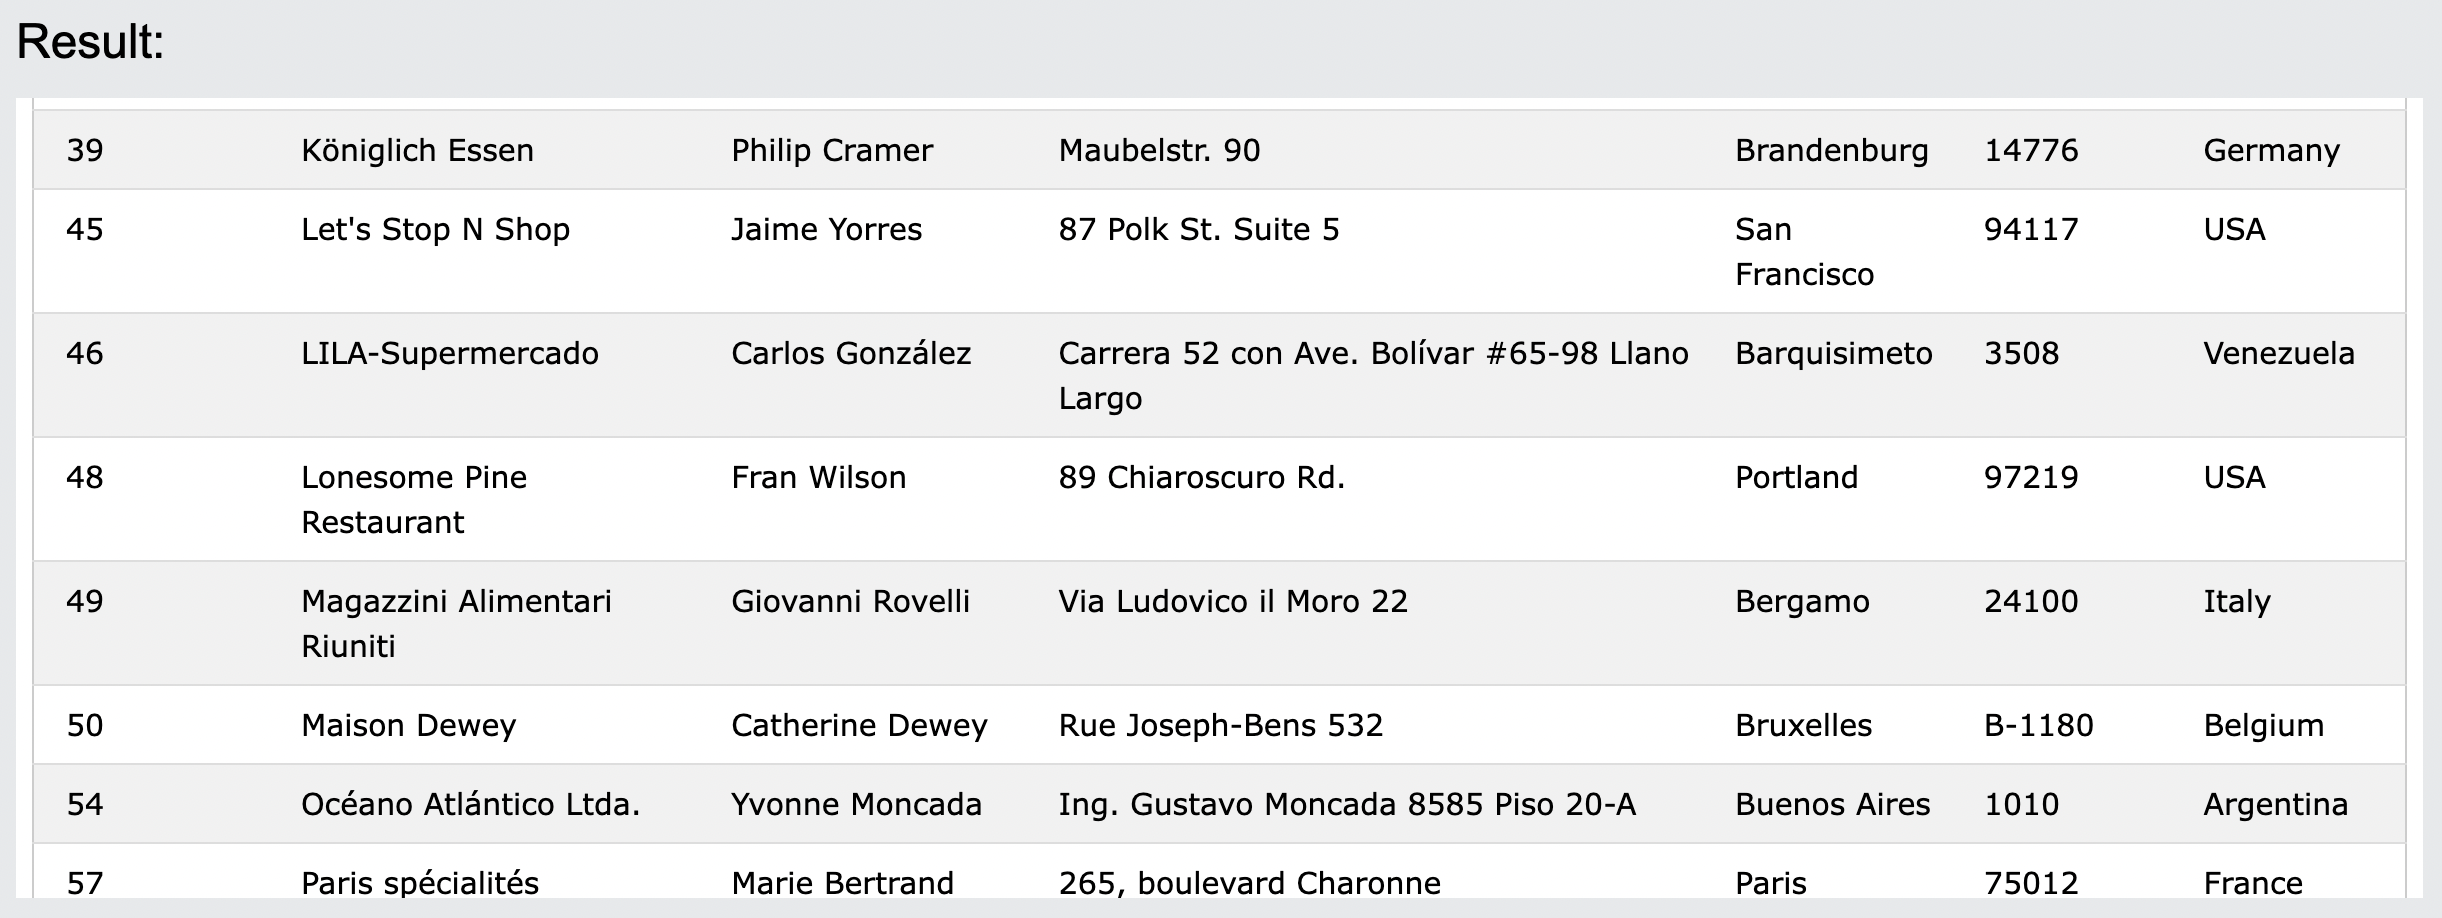 Result:
39 Königlich Essen Philip Cramer Maubelstr. 90 Brandenburg 14776 Germany
45 Let's Stop N Shop Jaime Yorres 87 Polk St. Suite 5 San 94117 USA
Francisco
46 LILA-Supermercado Carlos González Carrera 52 con Ave. Bolívar #65-98 Llano Barquisimeto 3508 Venezuela
Largo
48 Lonesome Pine Fran Wilson 89 Chiaroscuro Rd. Portland 97219 USA
Restaurant
49 Magazzini Alimentari Giovanni Rovelli Via Ludovico il Moro 22 Bergamo 24100 Italy
Riuniti
50 Maison Dewey Catherine Dewey Rue Joseph-Bens 532 Bruxelles B-1180 Belgium
54 Océano Atlántico Ltda. Yvonne Moncada Ing. Gustavo Moncada 8585 Piso 20-A Buenos Aires 1010 Argentina
57 Paris spécialités Marie Bertrand 265, boulevard Charonne Paris 75012 France